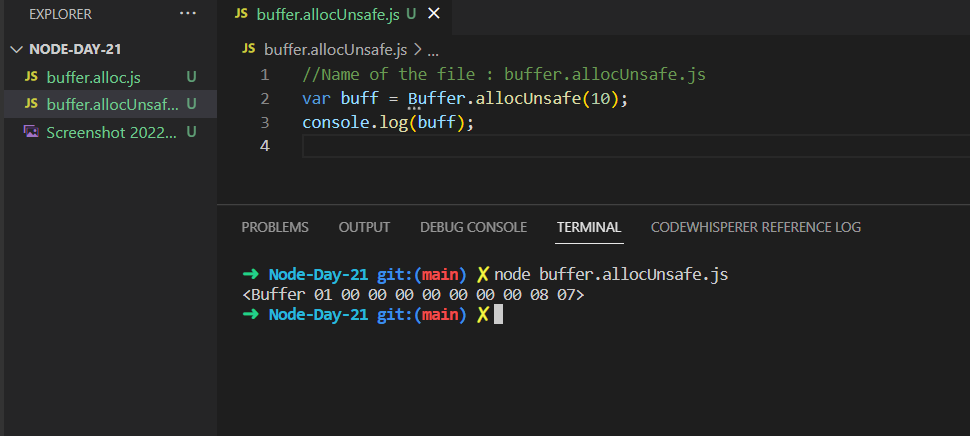 EXPLORER ...
NODE-DAY-21
JS buffer.alloc.js U
JS buffer.allocUnsaf... U
Screenshot 2022... U
JS buffer.allocUnsafe.js U X
JS buffer.allocUnsafe.js > ...
1 //Name of the file : buffer.allocUnsafe.js
2 var buff = Buffer.allocUnsafe(10);
3 console.log(buff);
4
PROBLEMS OUTPUT DEBUG CONSOLE TERMINAL CODEWHISPERER REFERENCE LOG
➜ Node-Day-21 git:(main) ✗ node buffer.allocUnsafe.js
<Buffer 01 00 00 00 00 00 00 00 08 07>
➜ Node-Day-21 git:(main) ✗